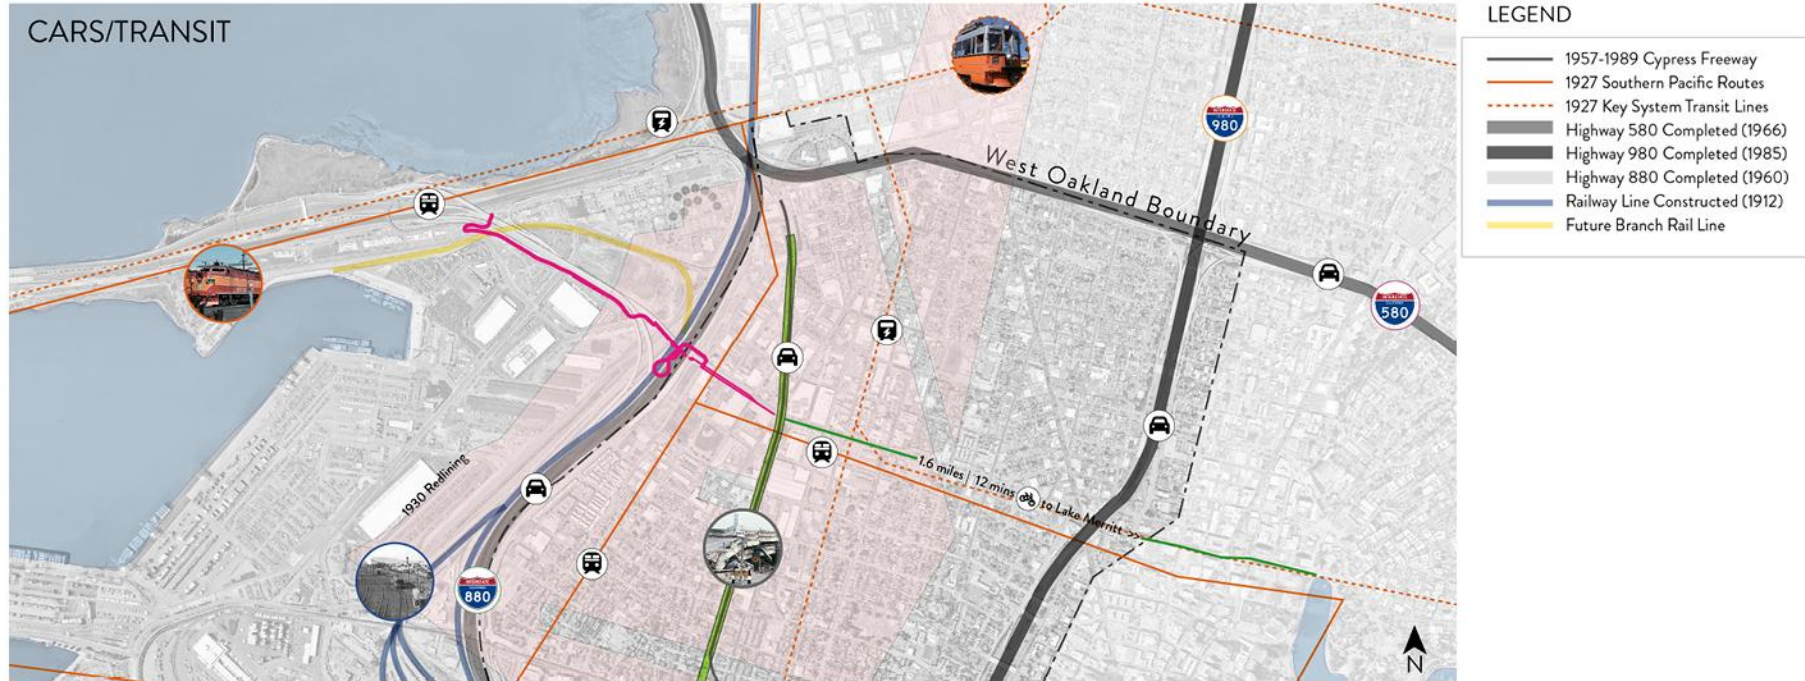 CARS/TRANSIT
LEGEND
1957-1989 Cypress Freeway
1927 Southern Pacific Routes
1927 Key System Transit Lines
Highway 580 Completed (1966)
Highway 980 Completed (1985)
Highway 880 Completed (1960)
Railway Line Constructed (1912)
Future Branch Rail Line
980
West Oakland Boundary
580
1930 Redlining
1.6 miles | 12 mins to Lake Merritt >>
880
N